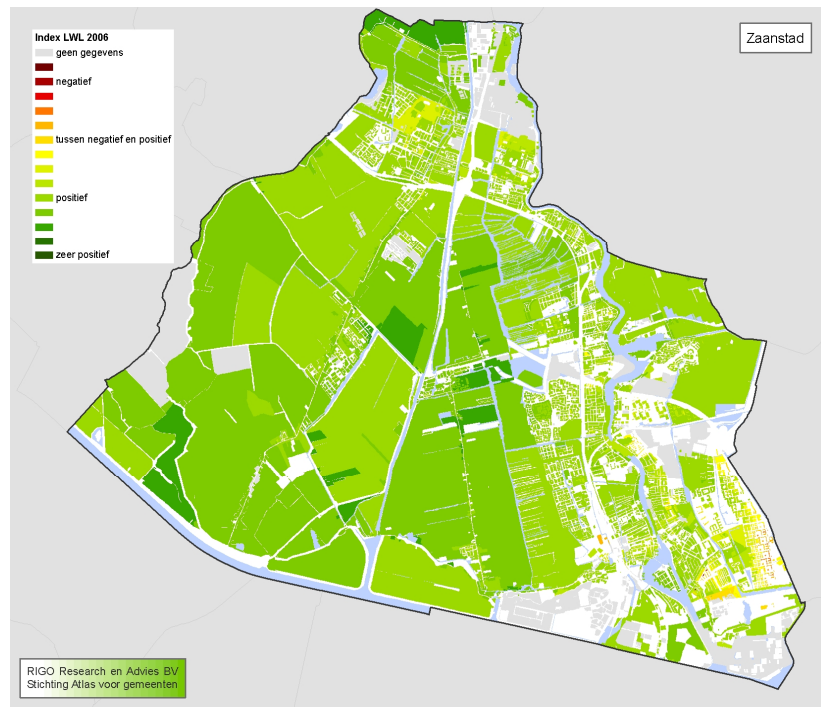 Index LWL 2006
geen gegevens
negatief
tussen negatief en positief
positief
zeer positief
Zaanstad
RIGO Research en Advies BV
Stichting Atlas voor gemeenten